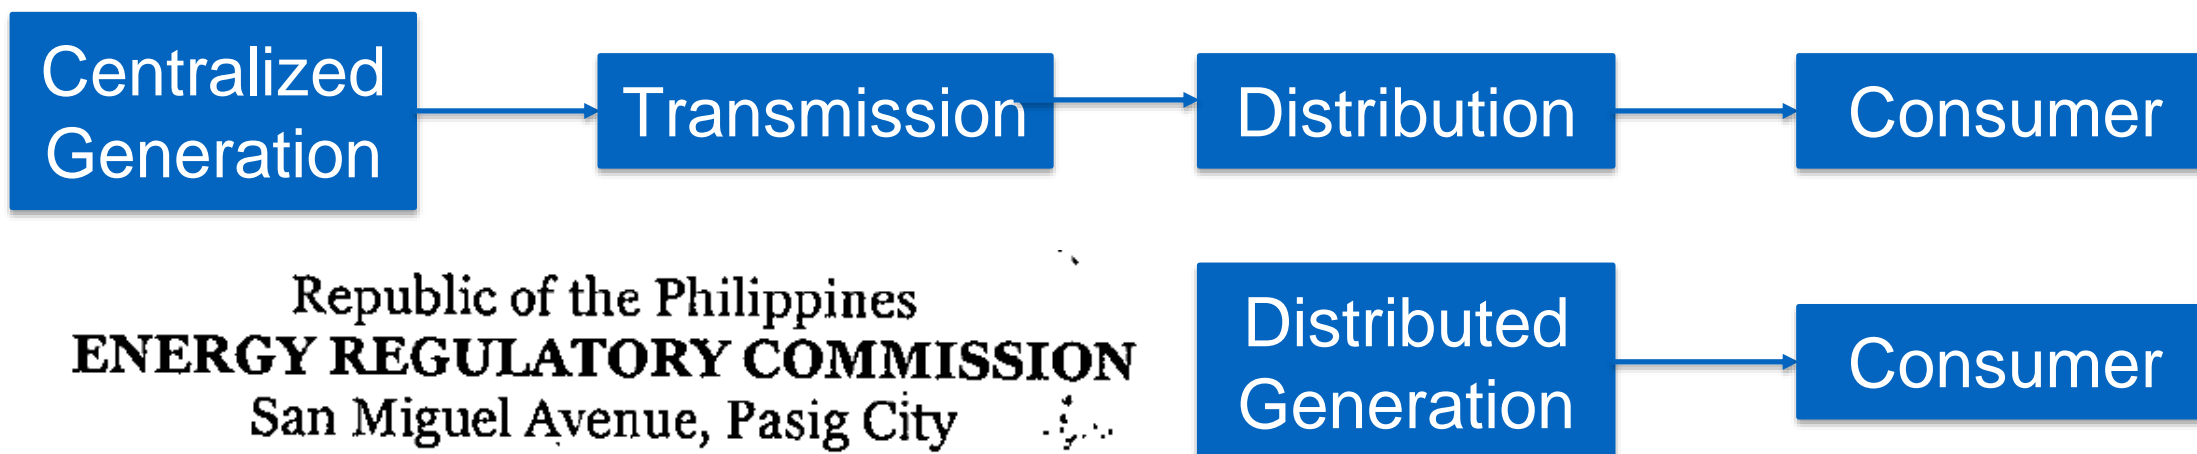 Centralized
Generation
Transmission
Distribution
Consumer
Republic of the Philippines
ENERGY REGULATORY COMMISSION
San Miguel Avenue, Pasig City
Distributed
Generation
Consumer